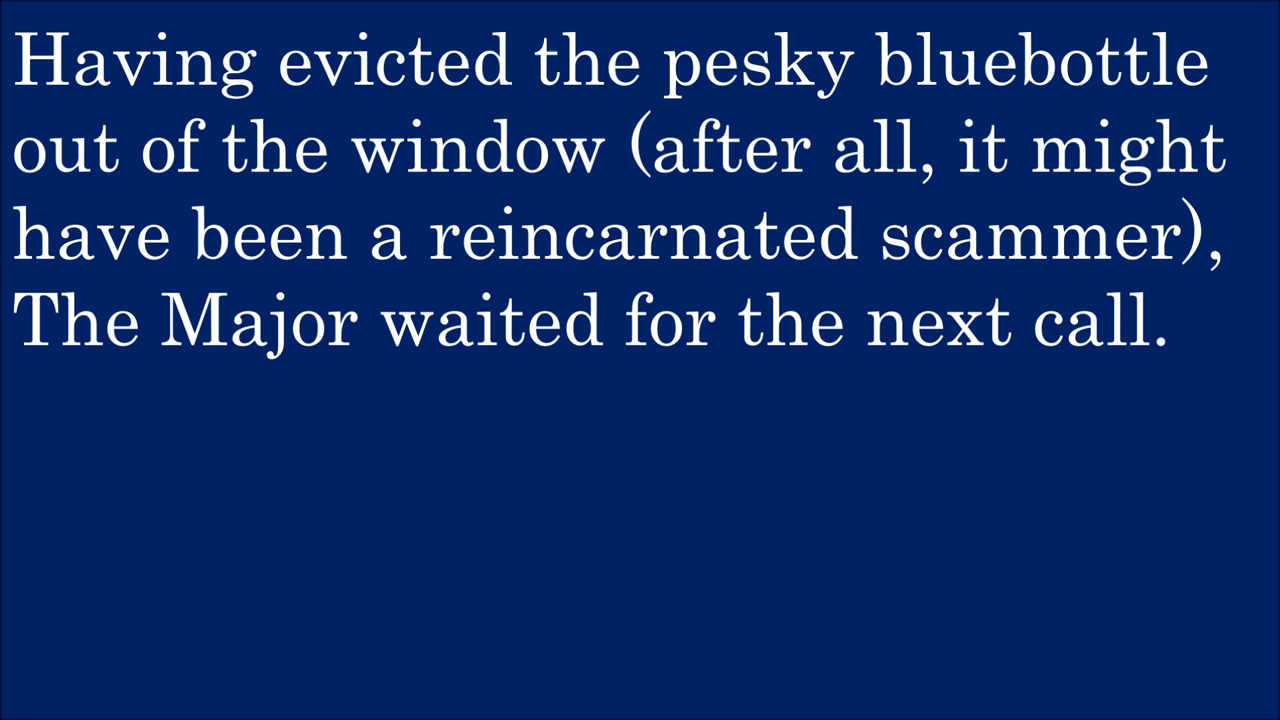 Having evicted the pesky bluebottle
out of the window (after all, it might
have been a reincarnated scammer),
The Major waited for the next call.